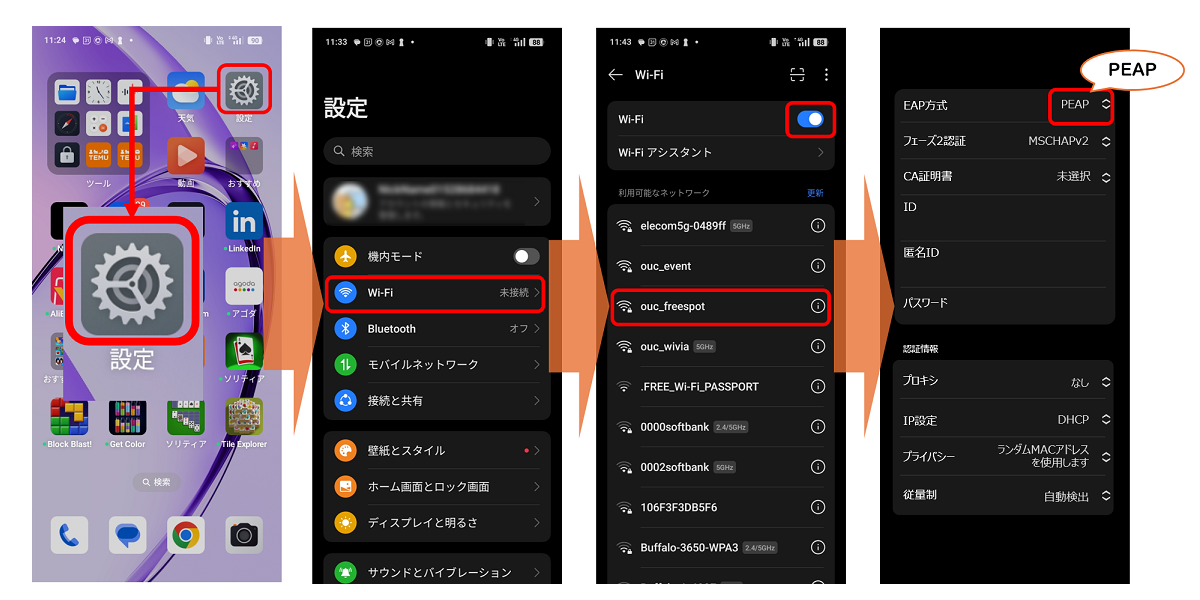 11:24
90
天気
設定
TEMU
TEMU
ツール
動画
おすすめ
in
LinkedIn
agoda
アゴダ
設定
ソリティア
Block Blast!
Get Color
ソリティア
Tile Explorer
検索
11:33
88
設定
検索
機内モード
Wi-Fi
未接続
Bluetooth
オフ
モバイルネットワーク
接続と共有
壁紙とスタイル
ホーム画面とロック画面
ディスプレイと明るさ
サウンドとバイブレーション
11:43
88
Wi-Fi
Wi-Fi
Wi-Fi アシスタント
利用可能なネットワーク
更新
elecom5g-0489ff 5GHz
ouc_event
ouc_freespot
ouc_wivia 5GHz
.FREE_Wi-Fi_PASSPORT
0000softbank 2.4/5GHz
0002softbank 5GHz
106F3F3DB5F6
Buffalo-3650-WPA3 2.4/5GHz
PEAP
EAP方式
PEAP
フェーズ2認証
MSCHAPv2
CA証明書
未選択
ID
匿名ID
パスワード
認証情報
プロキシ
なし
IP設定
DHCP
プライバシー
ランダムMACアドレス
を使用します
従量制
自動検出